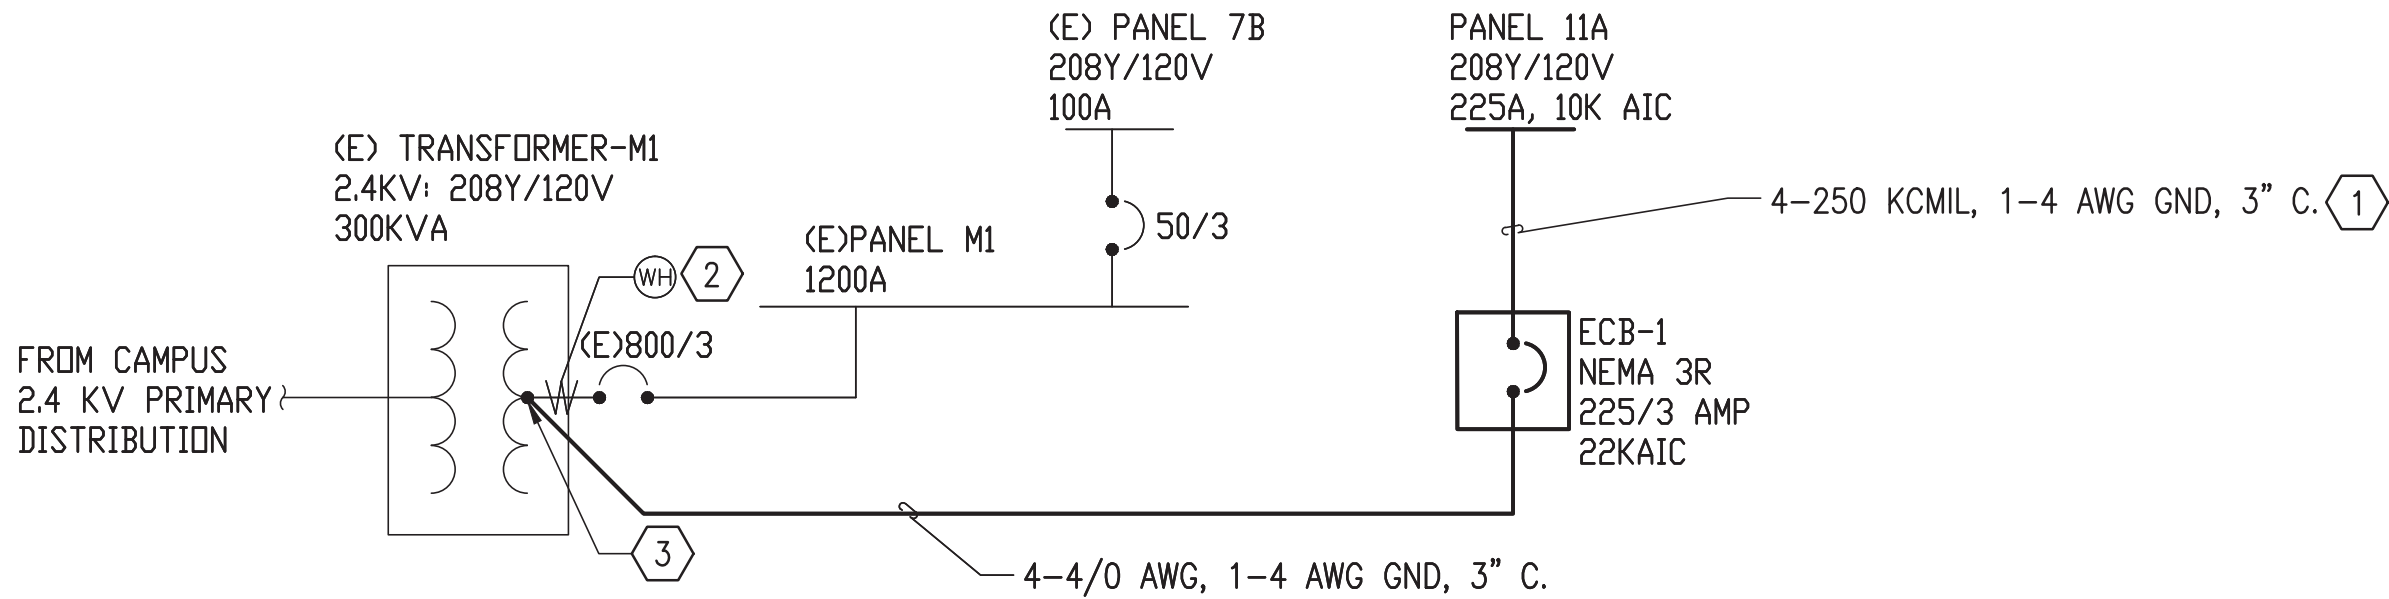 (E) PANEL 7B
208Y/120V
100A
PANEL 11A
208Y/120V
225A, 10K AIC
(E) TRANSFORMER-M1
2.4KV: 208Y/120V
300KVA
4-250 KCMIL, 1-4 AWG GND, 3" C.
1
50/3
(E)PANEL M1
1200A
WH
2
(E)800/3
ECB-1
NEMA 3R
225/3 AMP
22KAIC
FROM CAMPUS
2.4 KV PRIMARY
DISTRIBUTION
3
4-4/0 AWG, 1-4 AWG GND, 3" C.